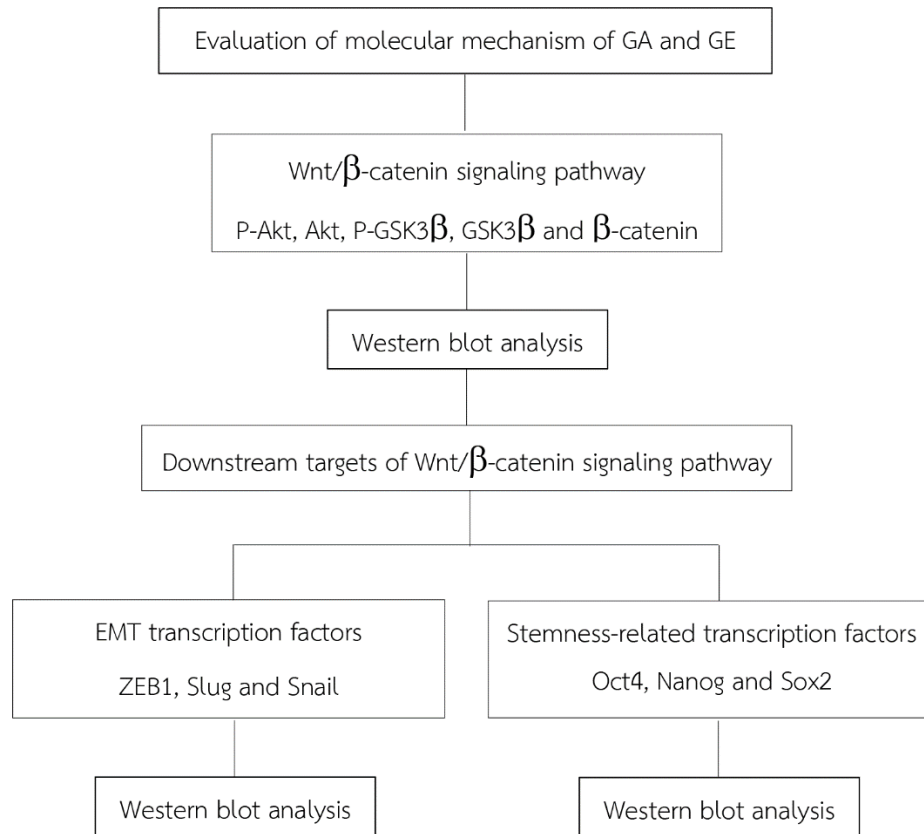 Evaluation of molecular mechanism of GA and GE
Wnt/β-catenin signaling pathway
P-Akt, Akt, P-GSK3β, GSK3β and β-catenin
Western blot analysis
Downstream targets of Wnt/β-catenin signaling pathway
EMT transcription factors
ZEB1, Slug and Snail
Western blot analysis
Stemness-related transcription factors
Oct4, Nanog and Sox2
Western blot analysis